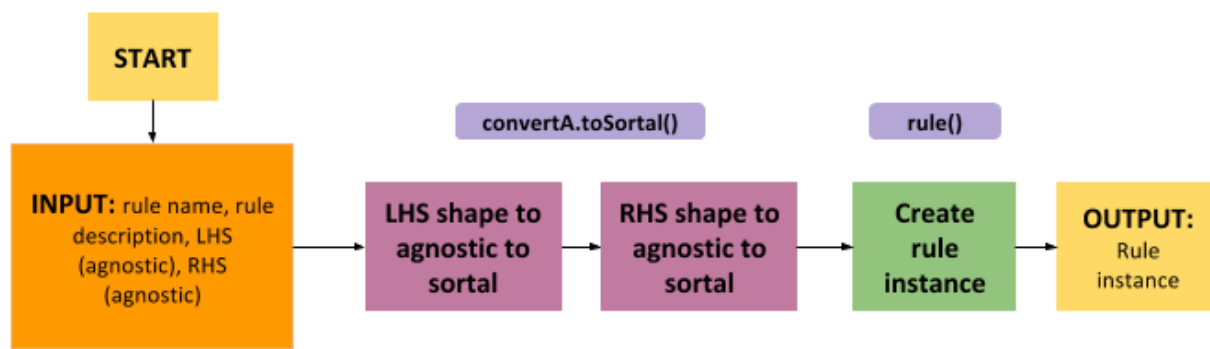 START
convertA.toSortal()
rule()
INPUT: rule name, rule
description, LHS
(agnostic), RHS
(agnostic)
LHS shape to
agnostic to
sortal
RHS shape to
agnostic to
sortal
Create
rule
instance
OUTPUT:
Rule
instance